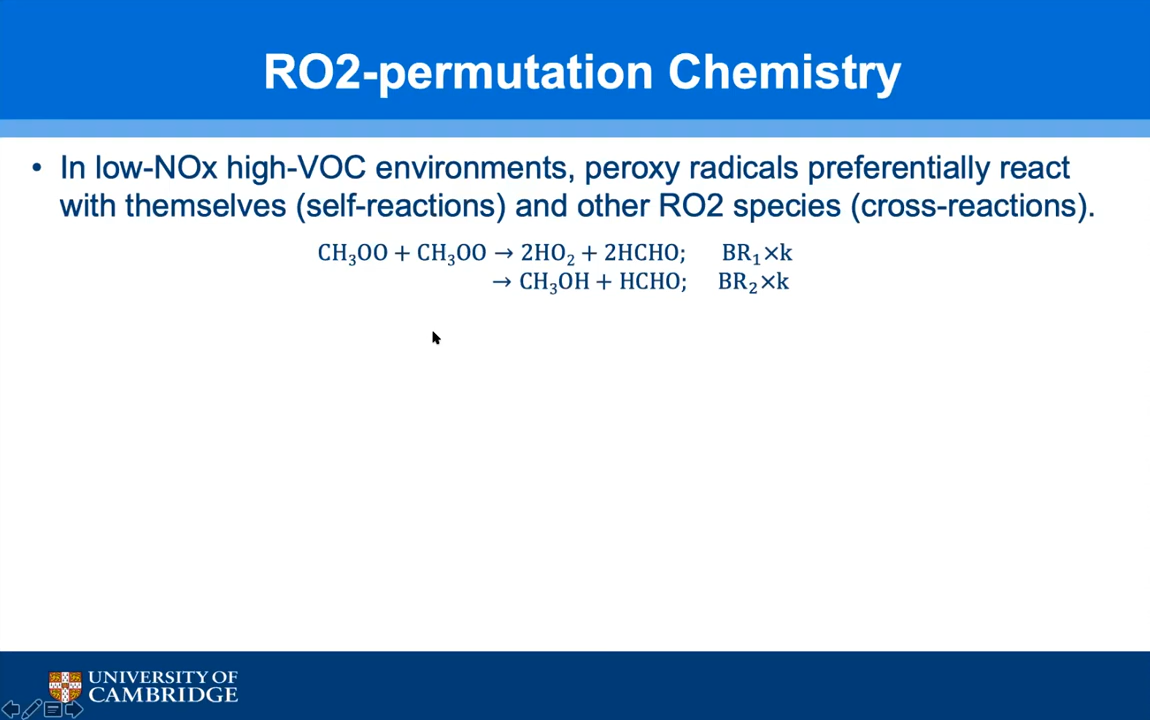 RO2-permutation Chemistry
• In low-NOx high-VOC environments, peroxy radicals preferentially react
with themselves (self-reactions) and other RO2 species (cross-reactions).
CH₃OO + CH₃OO → 2HO₂ + 2HCHO; BR₁×k
→ CH₃OH + HCHO; BR₂×k
UNIVERSITY OF
CAMBRIDGE